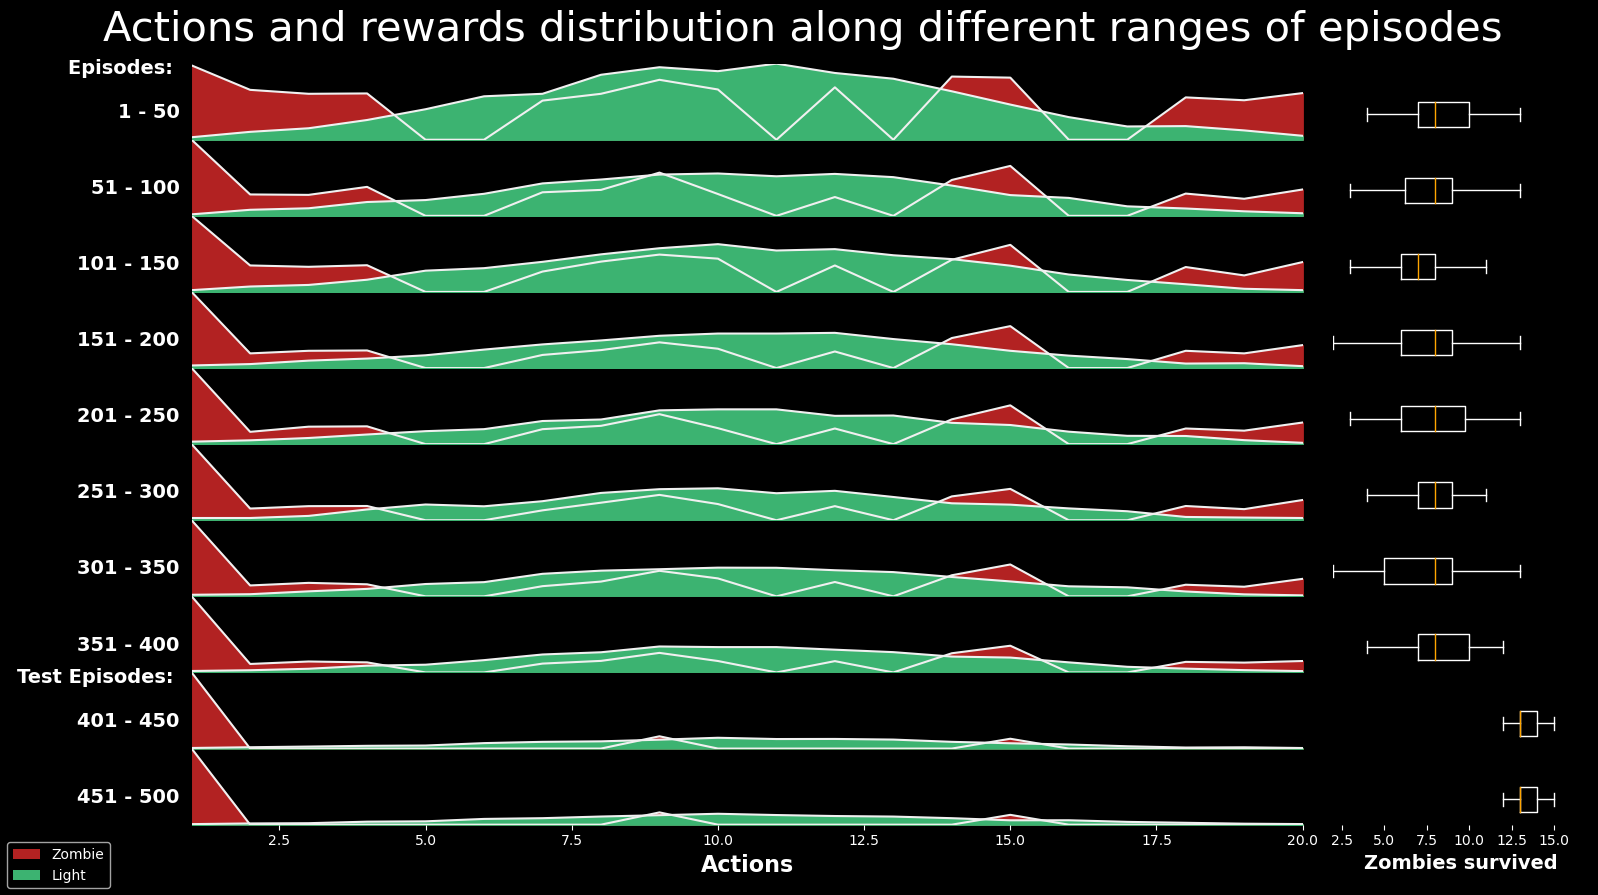 Actions and rewards distribution along different ranges of episodes
Episodes:
1 - 50
51 - 100
101 - 150
151 - 200
201 - 250
251 - 300
301 - 350
351 - 400
Test Episodes:
401 - 450
451 - 500
2.5 5.0 7.5 10.0 12.5 15.0 17.5 20.0
2.5 5.0 7.5 10.0 12.5 15.0
Actions
Zombies survived
Zombie
Light